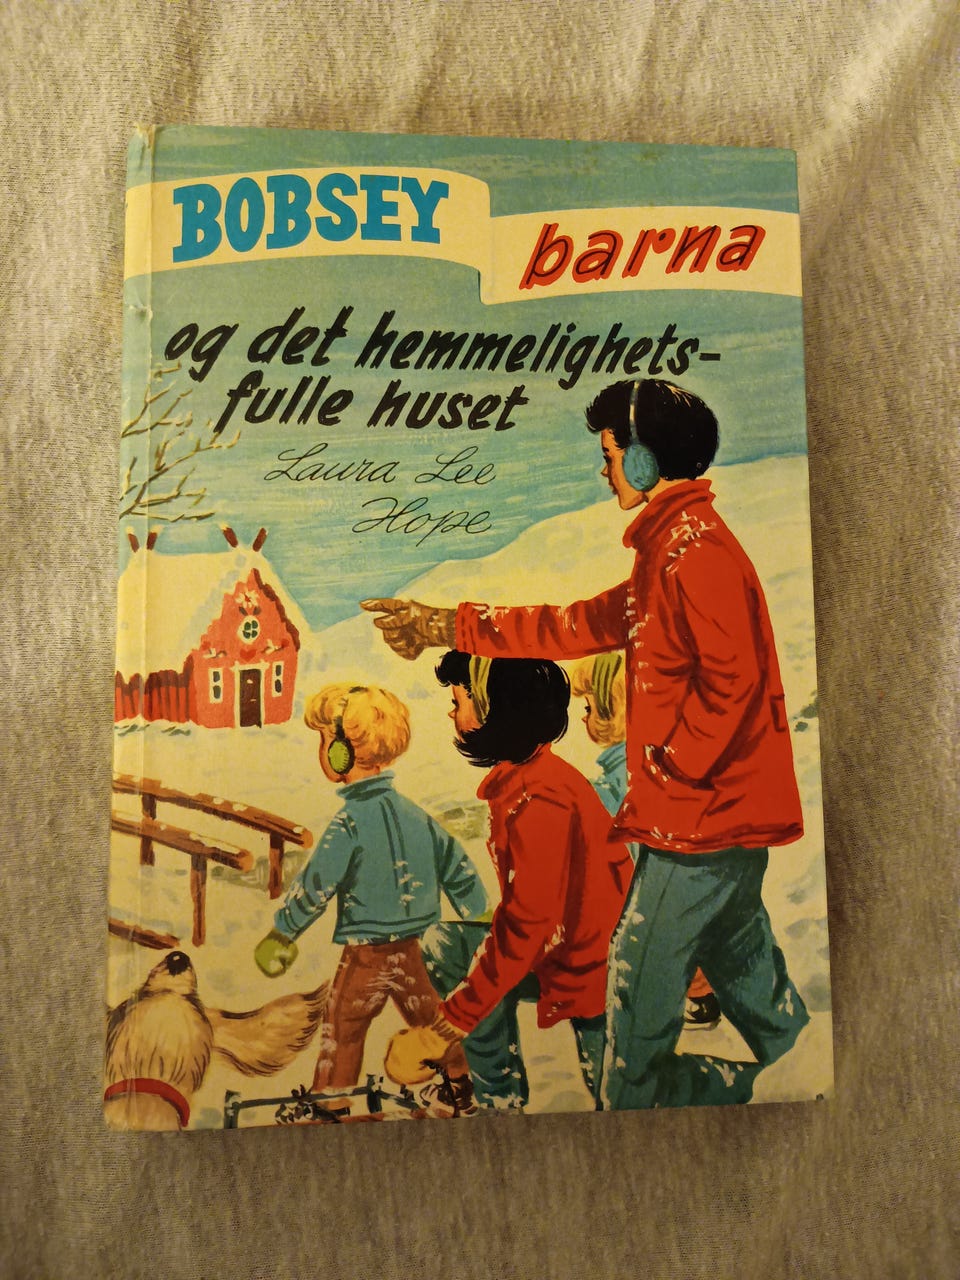 BOBSEY
barna
og det hemmelighets-
fulle huset
Laura Lee
Hope